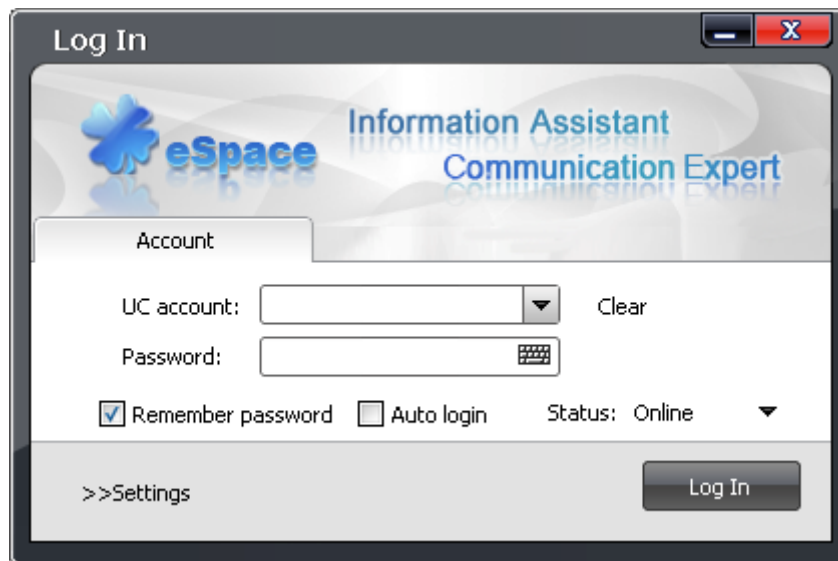 Log In
eSpace
Information Assistant
Communication Expert
Account
UC account: Clear
Password:
Remember password Auto login Status: Online
>>Settings Log In